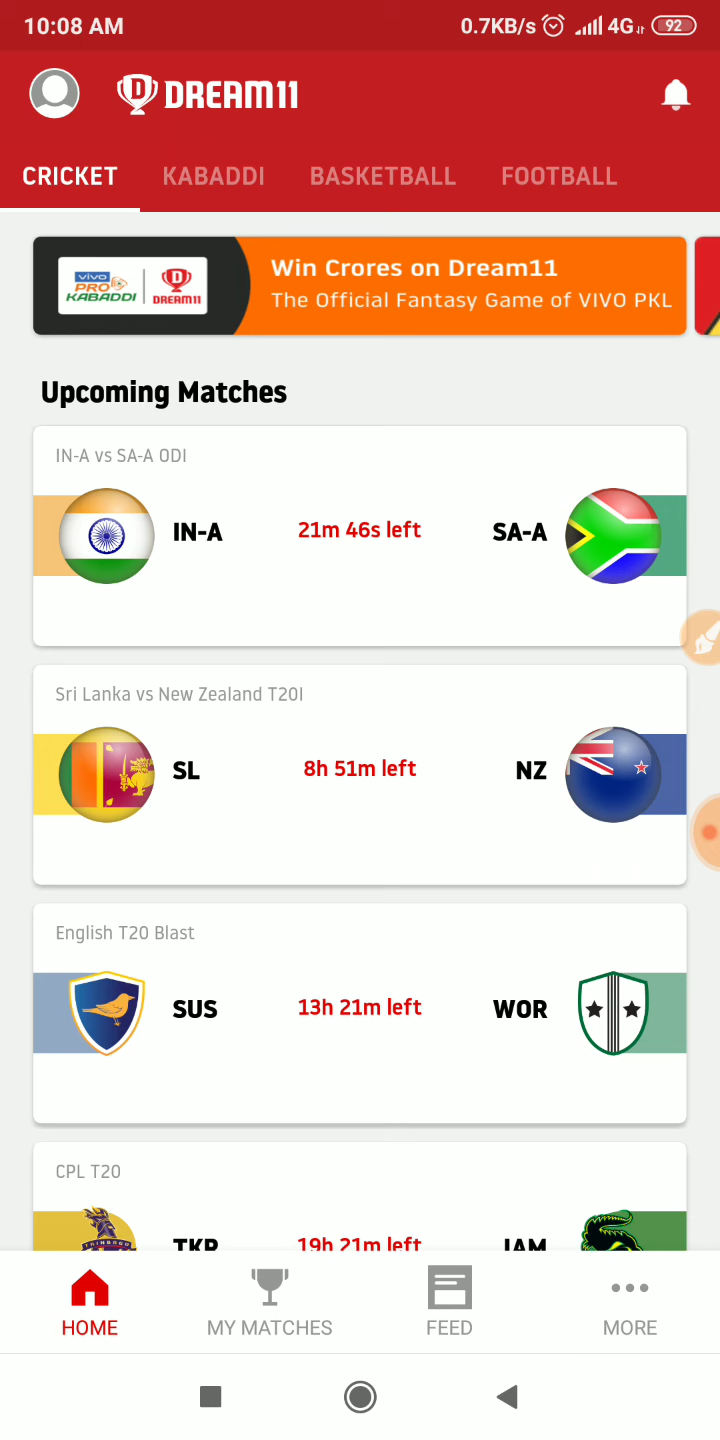 10:08 AM
0.7KB/s 4G 92
DREAM11
CRICKET KABADDI BASKETBALL FOOTBALL
vivo
PRO
KABADDI
DREAM11
Win Crores on Dream11
The Official Fantasy Game of VIVO PKL
Upcoming Matches
IN-A vs SA-A ODI
IN-A 21m 46s left SA-A
Sri Lanka vs New Zealand T20I
SL 8h 51m left NZ
English T20 Blast
SUS 13h 21m left WOR
CPL T20
TKR 19h 21m left JAM
HOME MY MATCHES FEED MORE